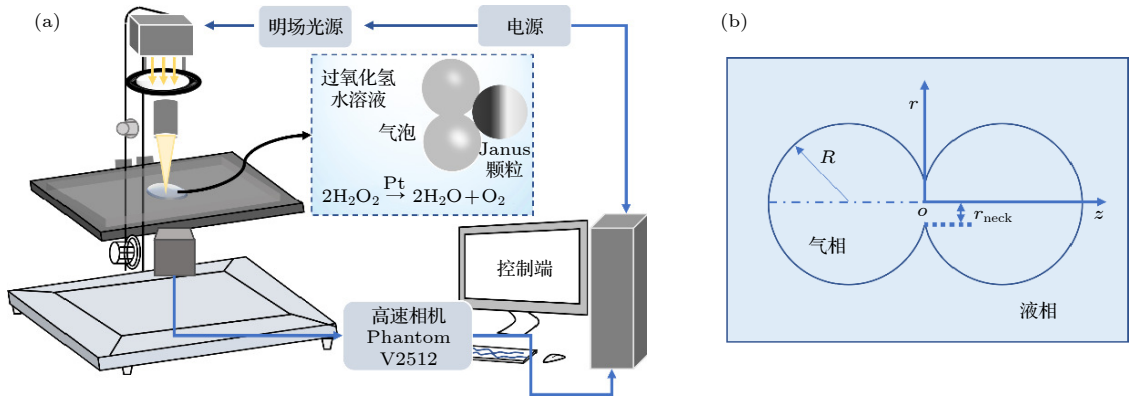 (a)
明场光源
电源
过氧化氢
水溶液
气泡
Janus
颗粒
2H₂O₂ Pt→ 2H₂O+O₂
控制端
高速相机
Phantom
V2512
(b)
r
R
o
r_neck
z
气相
液相